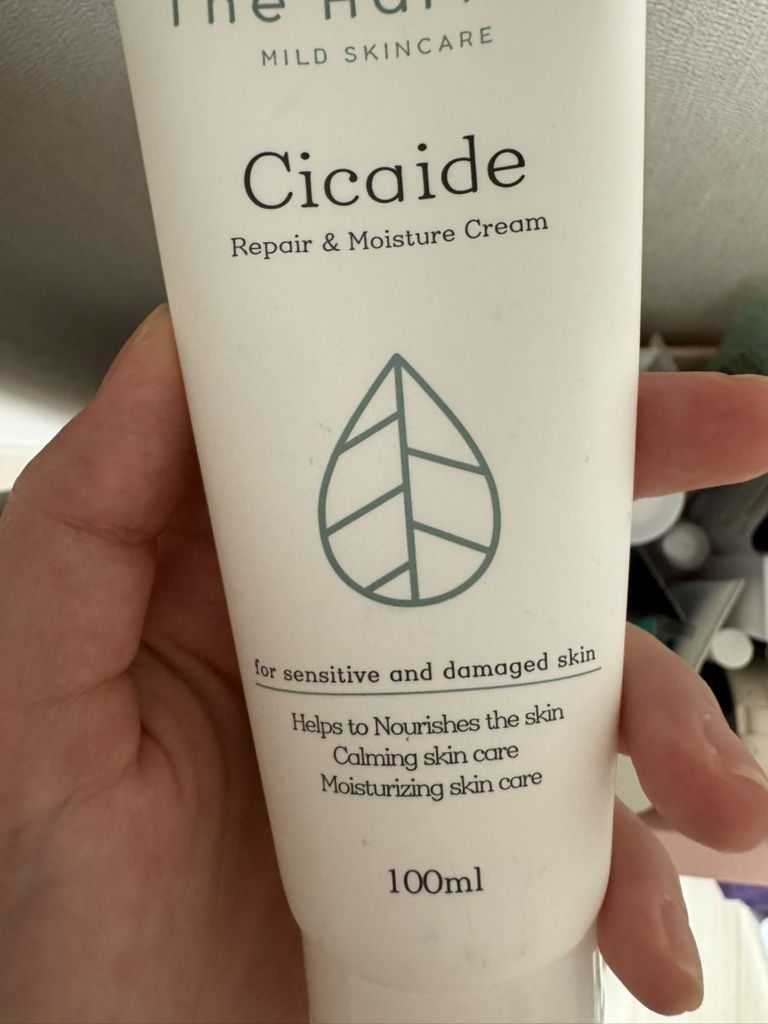 The
MILD SKINCARE
Cicaide
Repair & Moisture Cream
for sensitive and damaged skin
Helps to Nourishes the skin
Calming skin care
Moisturizing skin care
100ml